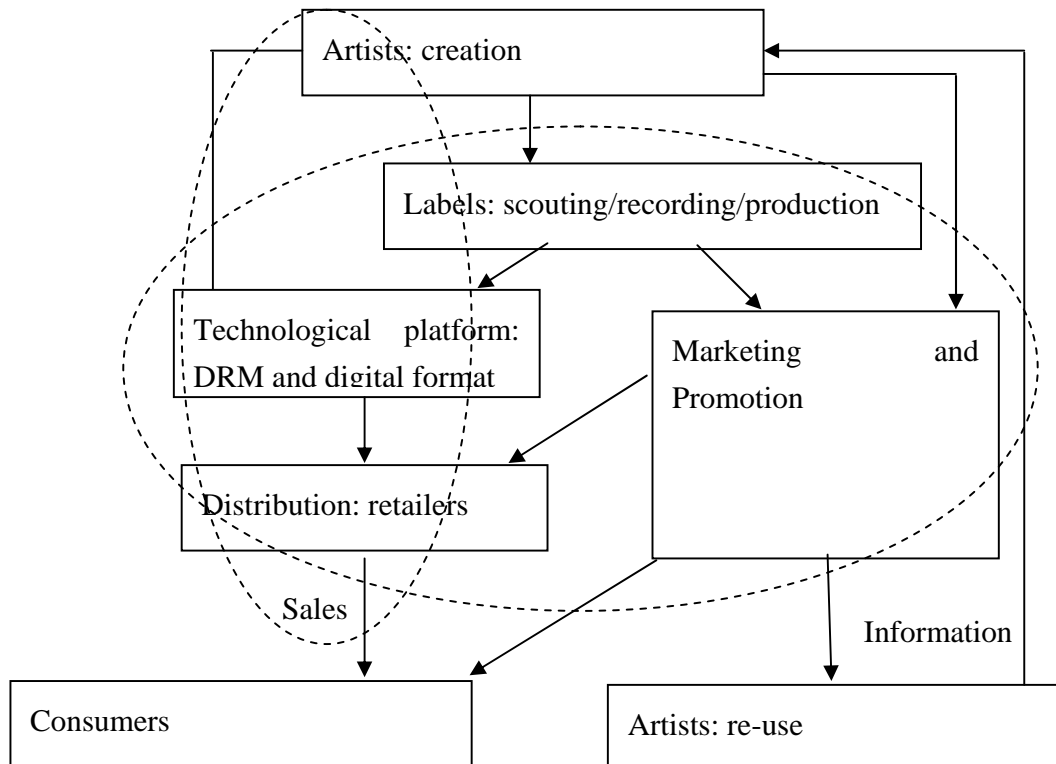 Artists: creation
Labels: scouting/recording/production
Technological platform:
DRM and digital format
Marketing and
Promotion
Distribution: retailers
Sales
Information
Consumers
Artists: re-use